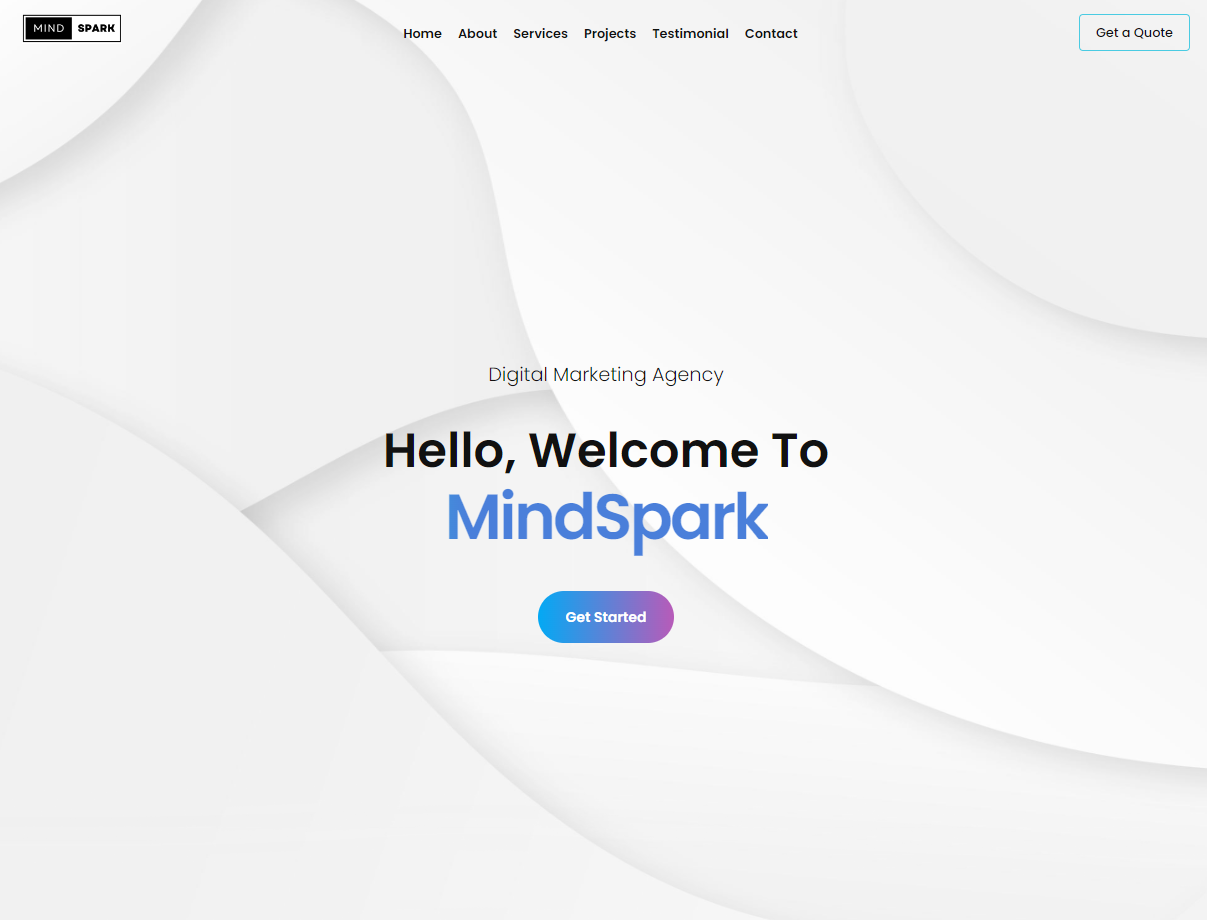 MIND SPARK
Home About Services Projects Testimonial Contact
Get a Quote
Digital Marketing Agency
Hello, Welcome To
MindSpark
Get Started